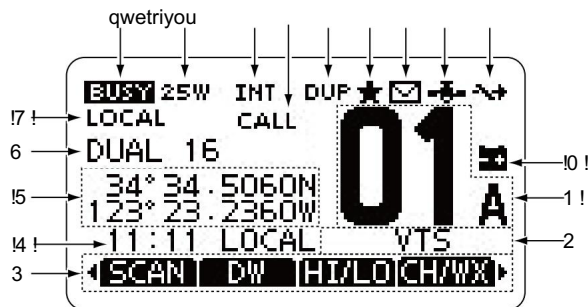 qwetriyou
BUSY 25W INT DUP
!7! LOCAL CALL
6 DUAL 16
01
!0!
!5 34° 34.5060N
123° 23.2360W
A 1!
!4! 11:11 LOCAL VTS 2
3 SCAN DW HI/LO CH/WX